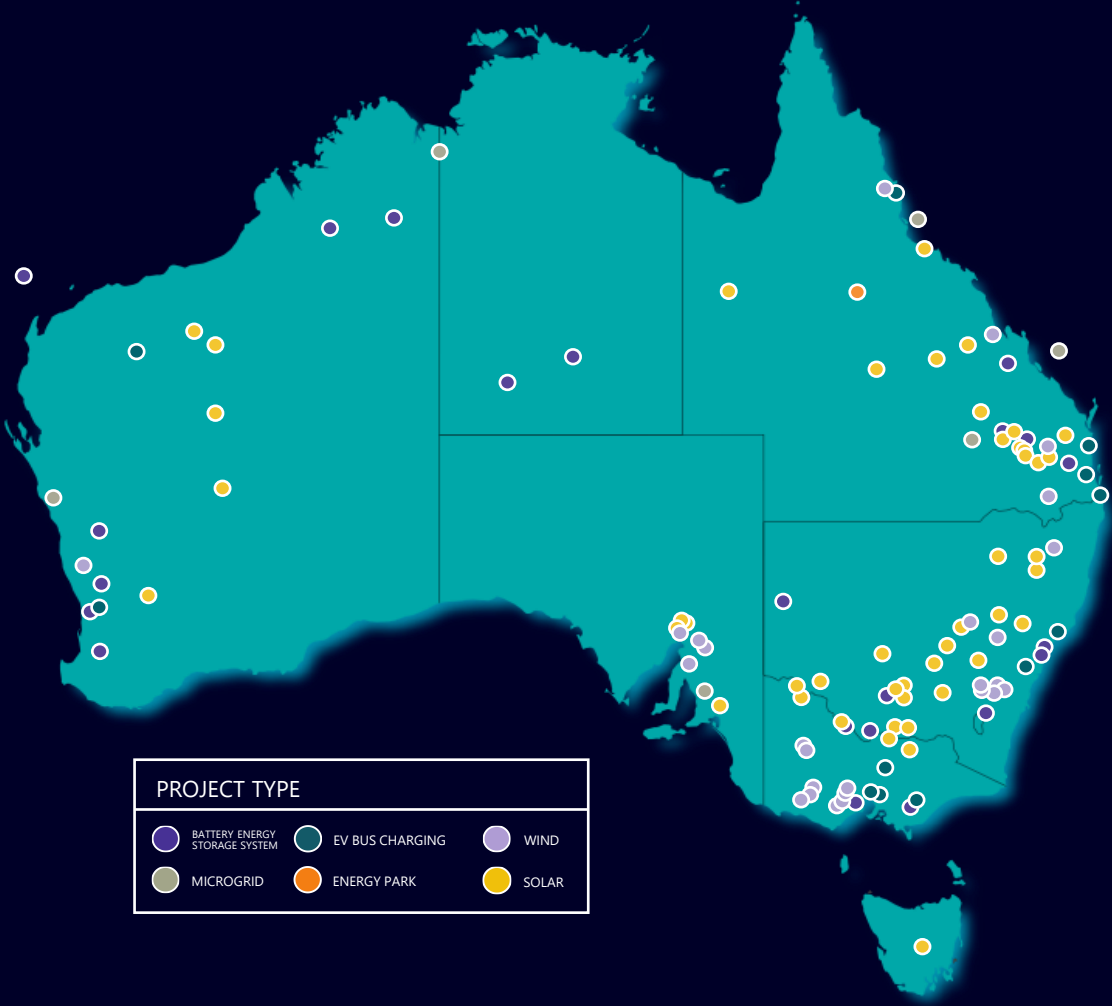 PROJECT TYPE
BATTERY ENERGY
STORAGE SYSTEM
EV BUS CHARGING
WIND
MICROGRID
ENERGY PARK
SOLAR